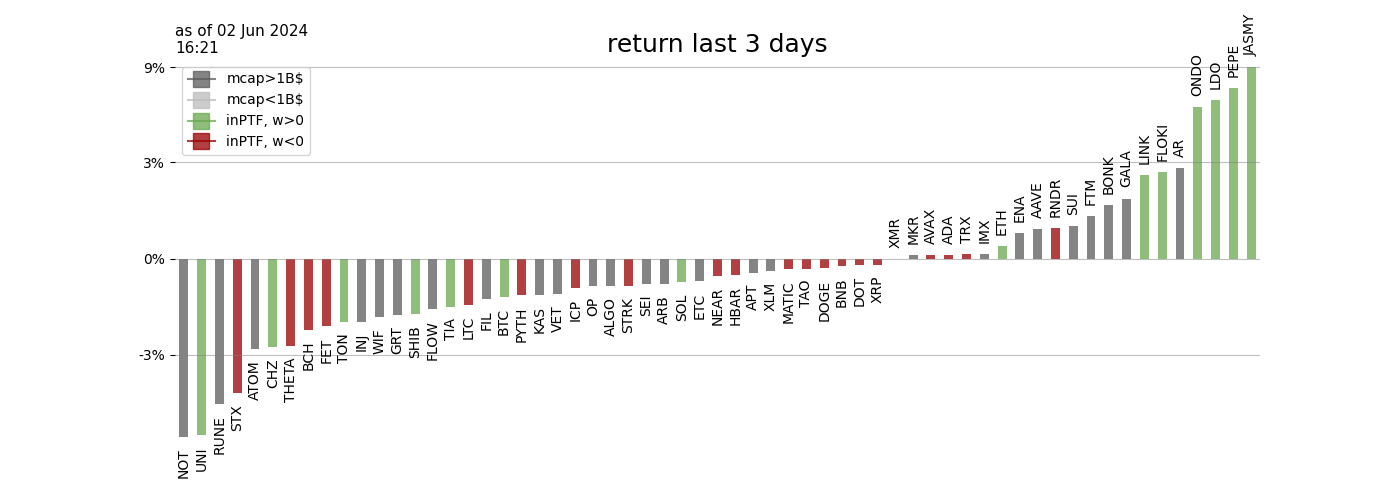 as of 02 Jun 2024
16:21
return last 3 days
9%
3%
0%
-3%
mcap>1B$
mcap<1B$
inPTF, w>0
inPTF, w<0
NOT
UNI
RUNE
STX
ATOM
CHZ
THETA
BCH
FET
TON
INJ
WIF
GRT
SHIB
FLOW
TIA
LTC
FIL
BTC
PYTH
KAS
VET
ICP
OP
ALGO
STRK
SEI
ARB
SOL
ETC
NEAR
HBAR
APT
XLM
MATIC
TAO
DOGE
BNB
DOT
XRP
XMR
MKR
AVAX
ADA
TRX
IMX
ETH
ENA
AAVE
RNDR
SUI
FTM
BONK
GALA
LINK
FLOKI
AR
ONDO
LDO
PEPE
JASMY